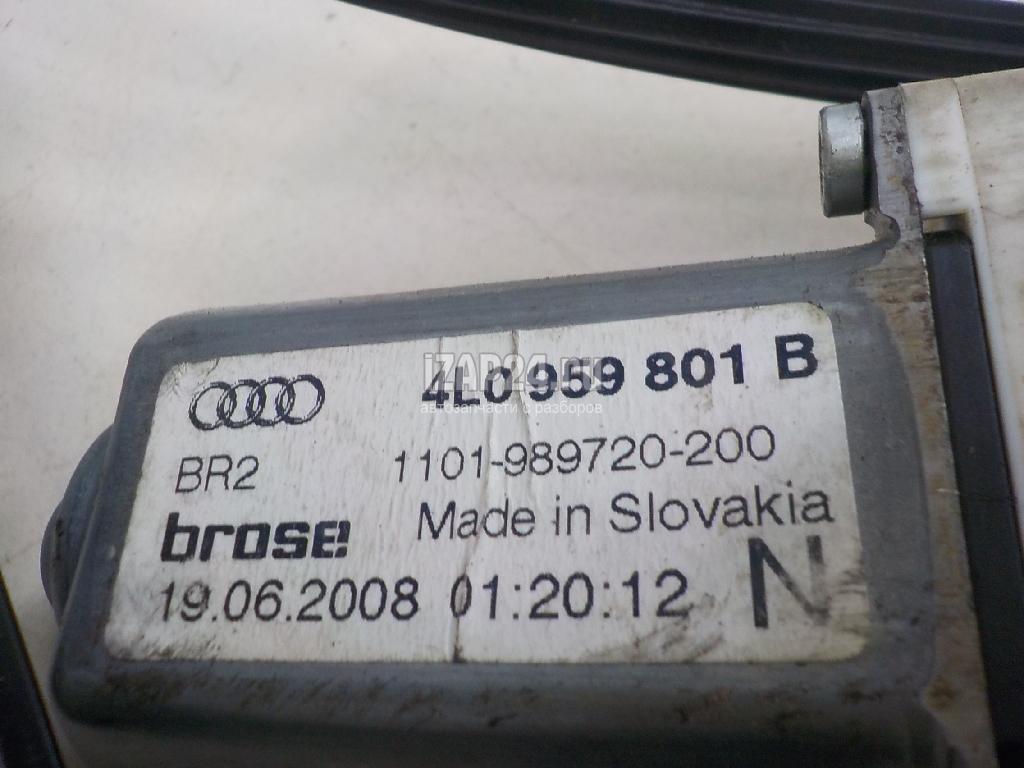 4L0 959 801 B
iZAP24.ru
автозапчасти с разборов
BR2 1101-989720-200
brose
Made in Slovakia
19.06.2008 01:20:12 N